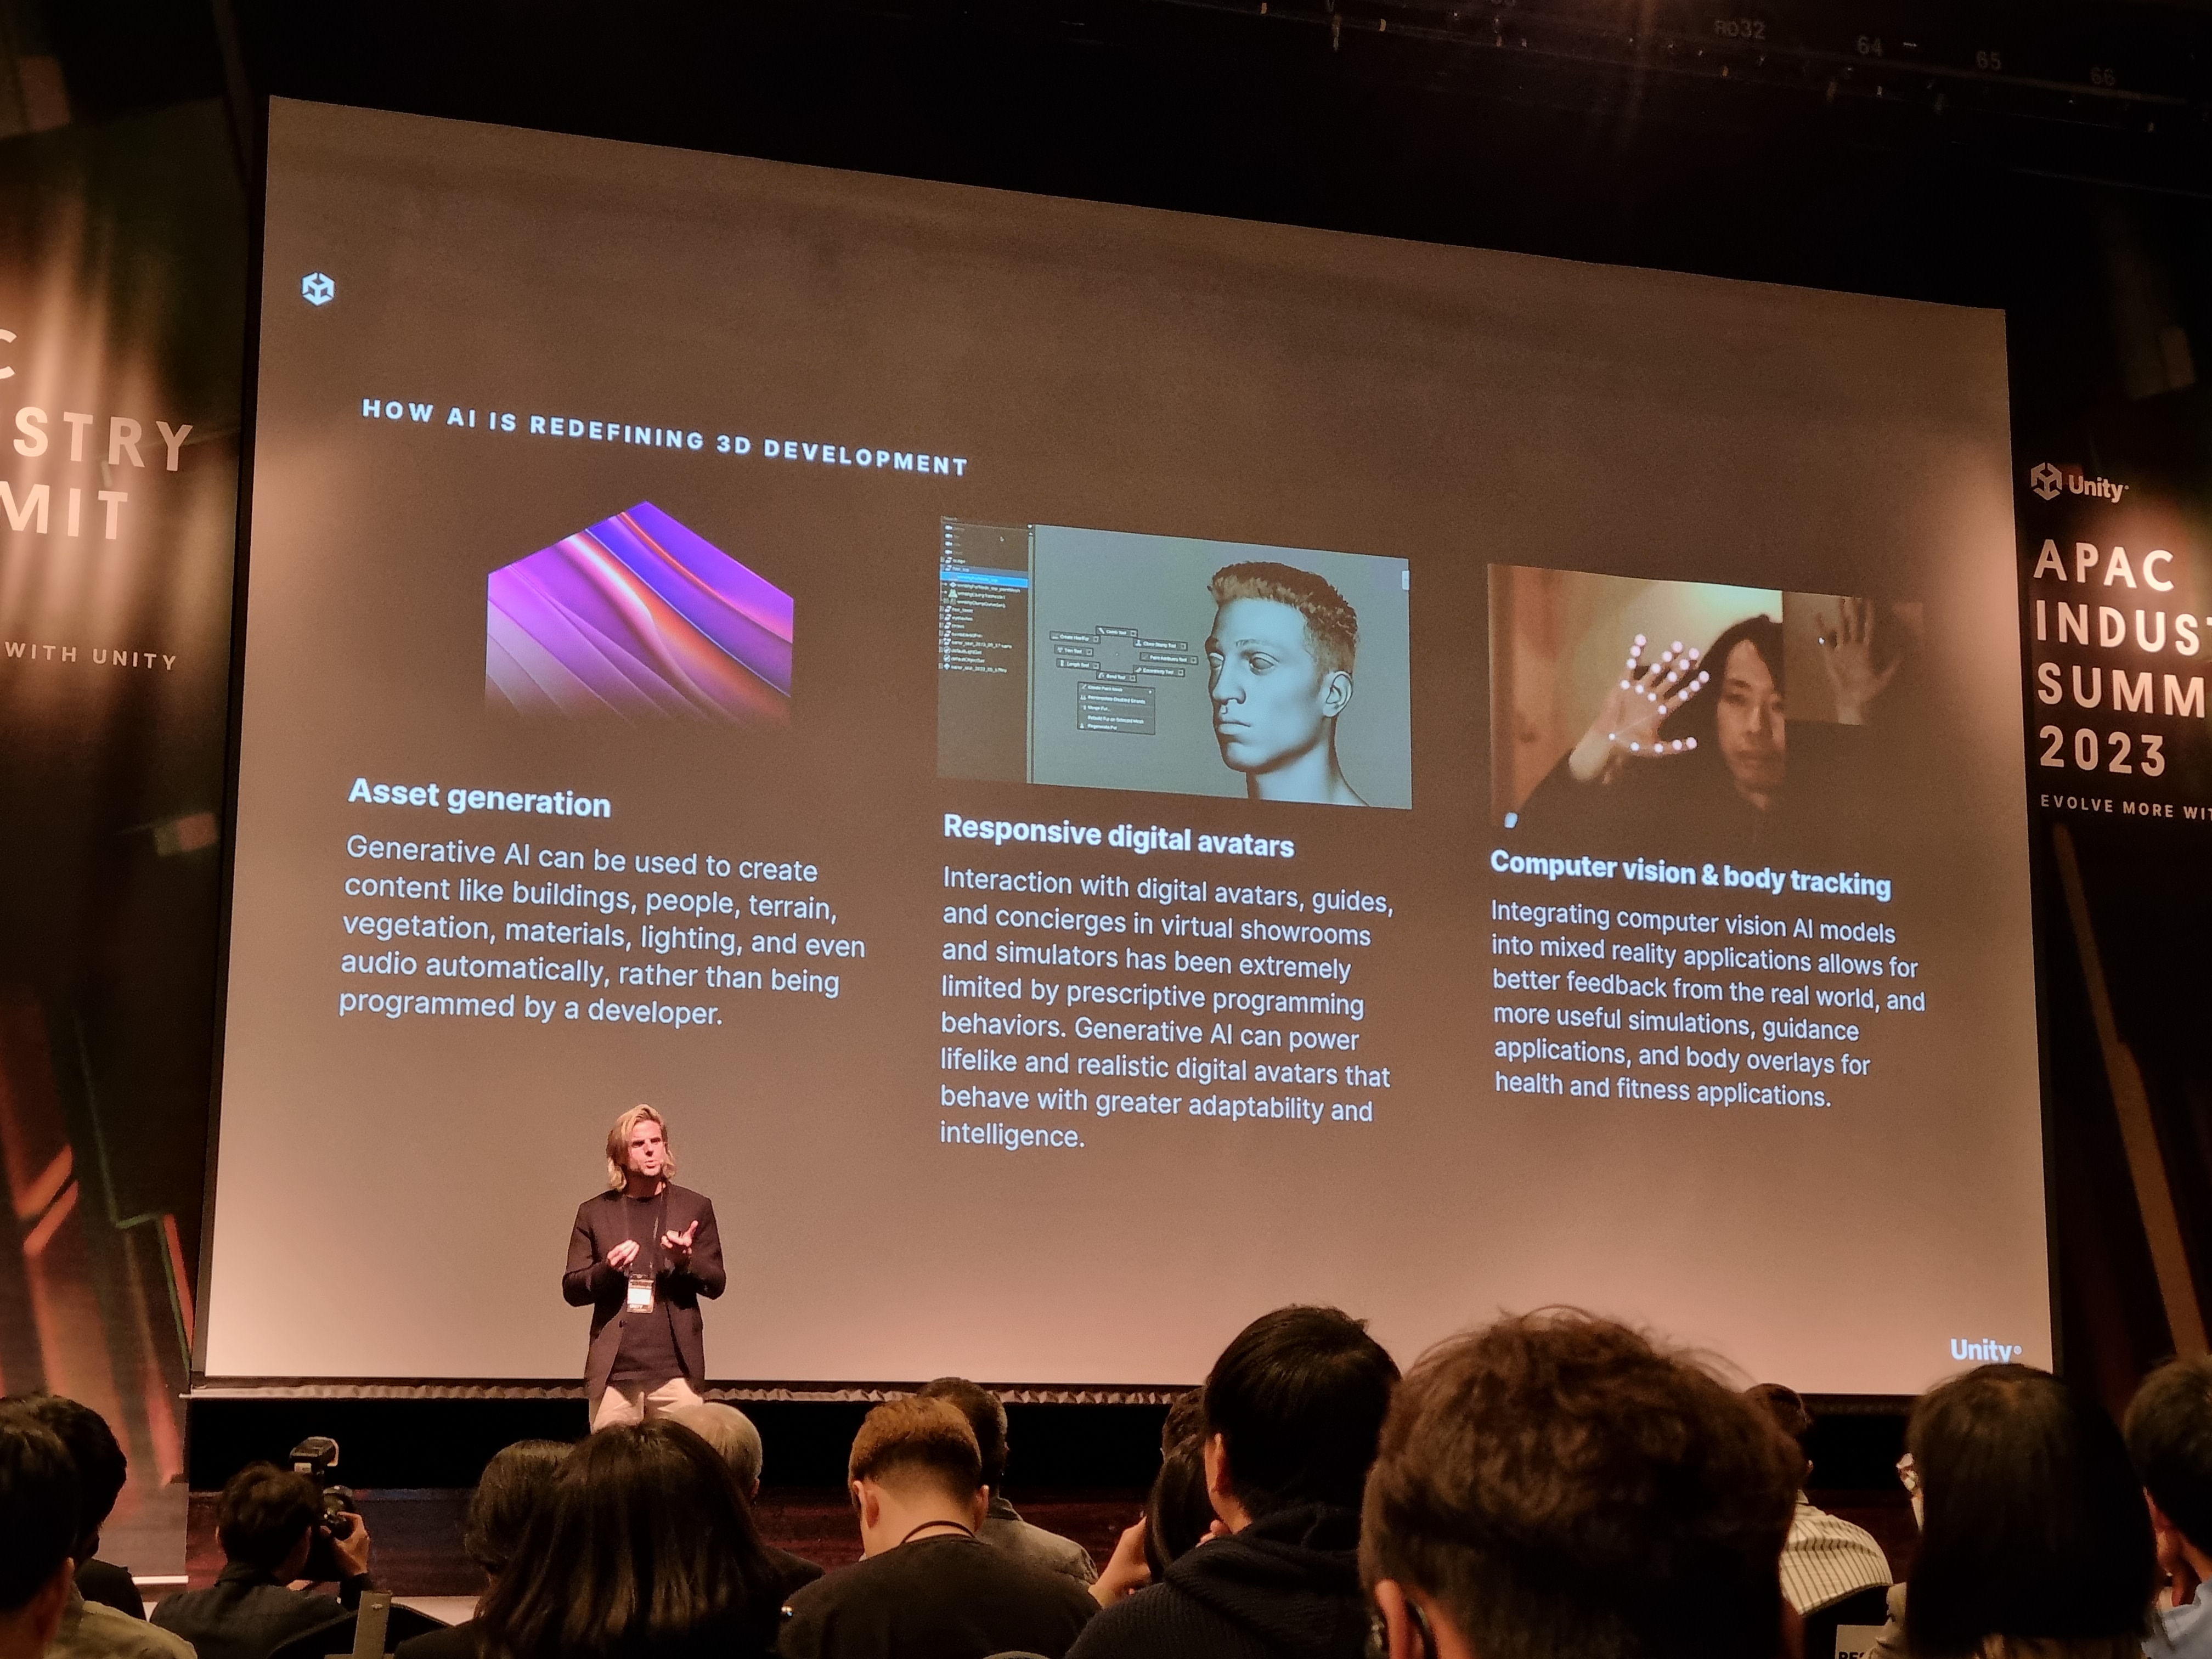 RD32 64 65 66
C
STRY
MIT
WITH UNITY
HOW AI IS REDEFINING 3D DEVELOPMENT
Asset generation
Generative AI can be used to create
content like buildings, people, terrain,
vegetation, materials, lighting, and even
audio automatically, rather than being
programmed by a developer.
Responsive digital avatars
Interaction with digital avatars, guides,
and concierges in virtual showrooms
and simulators has been extremely
limited by prescriptive programming
behaviors. Generative AI can power
lifelike and realistic digital avatars that
behave with greater adaptability and
intelligence.
Computer vision & body tracking
Integrating computer vision AI models
into mixed reality applications allows for
better feedback from the real world, and
more useful simulations, guidance
applications, and body overlays for
health and fitness applications.
Unity
Unity
APAC
INDUST
SUMM
2023
EVOLVE MORE WIT